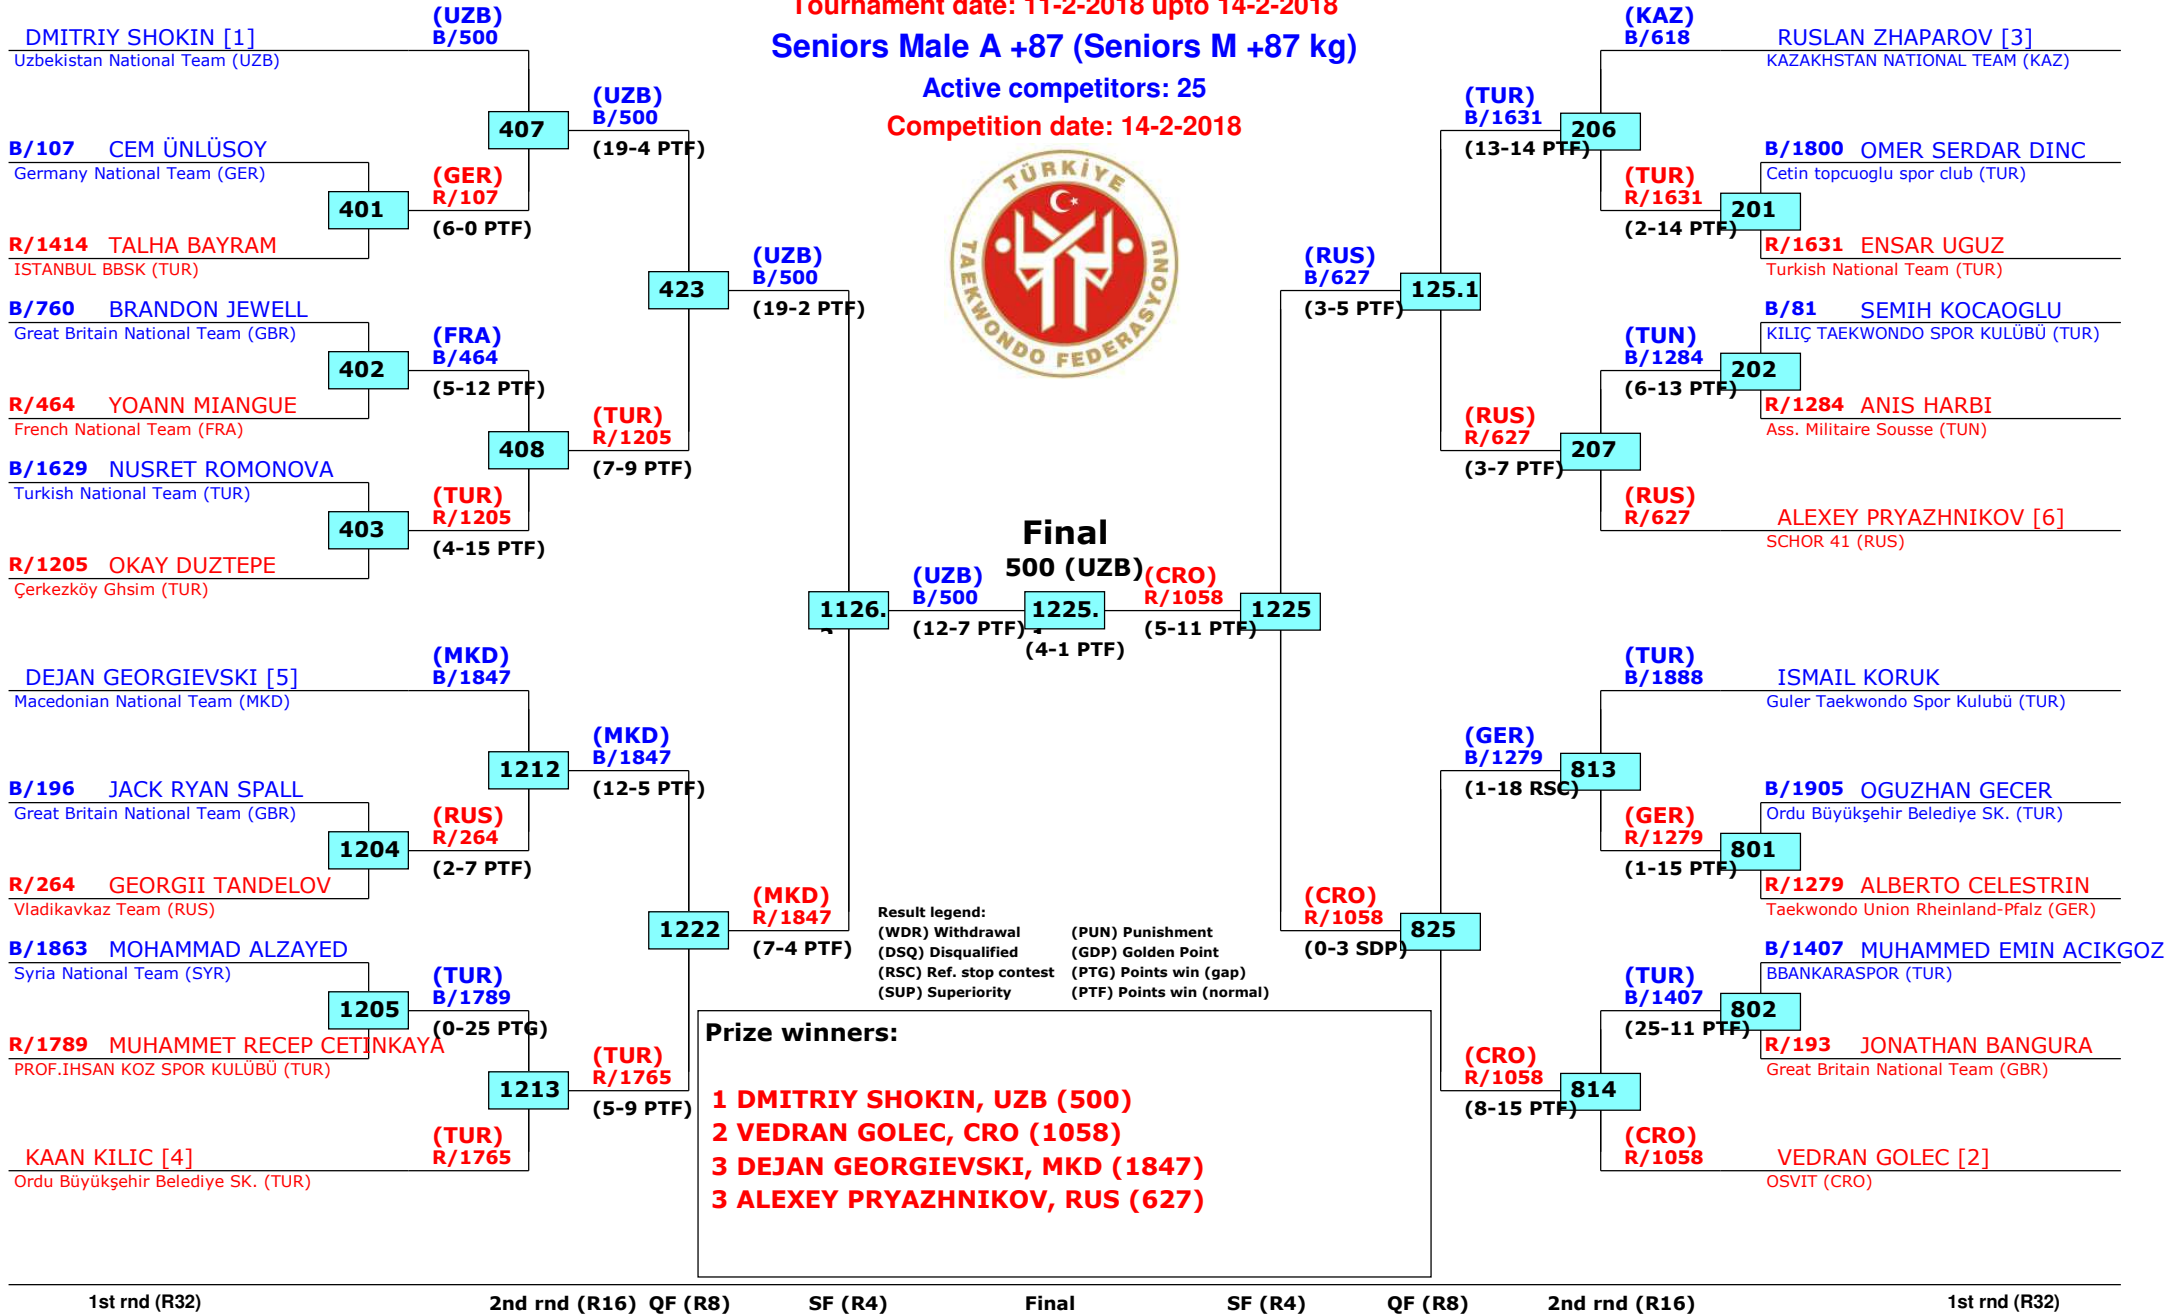 Tournament date: 11-2-2018 upto 14-2-2018
Seniors Male A +87 (Seniors M +87 kg)
Active competitors: 25
Competition date: 14-2-2018
TÜRKİYE
TAEKWONDO FEDERASYONU
(UZB)
DMITRIY SHOKIN [1] B/500
Uzbekistan National Team (UZB)
(UZB)
B/500
407
(19-4 PTF)
B/107 CEM ÜNLÜSOY
Germany National Team (GER)
(GER)
R/107
401
(6-0 PTF)
R/1414 TALHA BAYRAM
ISTANBUL BBSK (TUR)
(UZB)
B/500
423
(19-2 PTF)
B/760 BRANDON JEWELL
Great Britain National Team (GBR)
(FRA)
B/464
402
(5-12 PTF)
R/464 YOANN MIANGUE
French National Team (FRA)
(TUR)
R/1205
408
(7-9 PTF)
B/1629 NUSRET ROMONOVA
Turkish National Team (TUR)
(TUR)
R/1205
403
(4-15 PTF)
R/1205 OKAY DUZTEPE
Çerkezköy Ghsim (TUR)
Final
500 (UZB)
(UZB)
B/500
1126.
(12-7 PTF)
1225.
(4-1 PTF)
(CRO)
R/1058
1225
(5-11 PTF)
(MKD)
DEJAN GEORGIEVSKI [5] B/1847
Macedonian National Team (MKD)
(MKD)
B/1847
1212
(12-5 PTF)
B/196 JACK RYAN SPALL
Great Britain National Team (GBR)
(RUS)
R/264
1204
(2-7 PTF)
R/264 GEORGII TANDELOV
Vladikavkaz Team (RUS)
(MKD)
R/1847
1222
(7-4 PTF)
B/1863 MOHAMMAD ALZAYED
Syria National Team (SYR)
(TUR)
B/1789
1205
(0-25 PTG)
R/1789 MUHAMMET RECEP CETINKAYA
PROF.IHSAN KOZ SPOR KULÜBÜ (TUR)
(TUR)
R/1765
1213
(5-9 PTF)
(TUR)
KAAN KILIC [4] R/1765
Ordu Büyükşehir Belediye SK. (TUR)
(KAZ)
B/618 RUSLAN ZHAPAROV [3]
KAZAKHSTAN NATIONAL TEAM (KAZ)
(TUR)
B/1631
206
(13-14 PTF)
B/1800 OMER SERDAR DINC
Cetin topcuoglu spor club (TUR)
(TUR)
R/1631
201
(2-14 PTF)
R/1631 ENSAR UGUZ
Turkish National Team (TUR)
(RUS)
B/627
125.1
(3-5 PTF)
B/81 SEMIH KOCAOGLU
KILIÇ TAEKWONDO SPOR KULÜBÜ (TUR)
(TUN)
B/1284
202
(6-13 PTF)
R/1284 ANIS HARBI
Ass. Militaire Sousse (TUN)
(RUS)
R/627
207
(3-7 PTF)
(RUS)
R/627 ALEXEY PRYAZHNIKOV [6]
SCHOR 41 (RUS)
(TUR)
B/1888 ISMAIL KORUK
Guler Taekwondo Spor Kulubü (TUR)
(GER)
B/1279
813
(1-18 RSC)
B/1905 OGUZHAN GECER
Ordu Büyükşehir Belediye SK. (TUR)
(GER)
R/1279
801
(1-15 PTF)
R/1279 ALBERTO CELESTRIN
Taekwondo Union Rheinland-Pfalz (GER)
(CRO)
R/1058
825
(0-3 SDP)
B/1407 MUHAMMED EMIN ACIKGOZ
BBANKARASPOR (TUR)
(TUR)
B/1407
802
(25-11 PTF)
R/193 JONATHAN BANGURA
Great Britain National Team (GBR)
(CRO)
R/1058
814
(8-15 PTF)
(CRO)
R/1058 VEDRAN GOLEC [2]
OSVIT (CRO)
Result legend:
(WDR) Withdrawal (PUN) Punishment
(DSQ) Disqualified (GDP) Golden Point
(RSC) Ref. stop contest (PTG) Points win (gap)
(SUP) Superiority (PTF) Points win (normal)
Prize winners:
1 DMITRIY SHOKIN, UZB (500)
2 VEDRAN GOLEC, CRO (1058)
3 DEJAN GEORGIEVSKI, MKD (1847)
3 ALEXEY PRYAZHNIKOV, RUS (627)
1st rnd (R32) 2nd rnd (R16) QF (R8) SF (R4) Final SF (R4) QF (R8) 2nd rnd (R16) 1st rnd (R32)